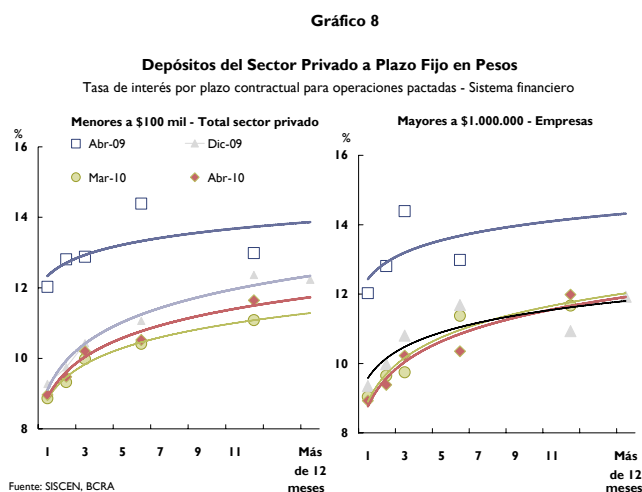 Gráfico 8
Depósitos del Sector Privado a Plazo Fijo en Pesos
Tasa de interés por plazo contractual para operaciones pactadas - Sistema financiero
Menores a $100 mil - Total sector privado
%
Abr-09
Dic-09
Mar-10
Abr-10
16
14
12
10
8
1
3
5
7
9
11
Más
de 12
meses
Mayores a $1.000.000 - Empresas
%
16
14
12
10
8
1
3
5
7
9
11
Más
de 12
meses
Fuente: SISCEN, BCRA